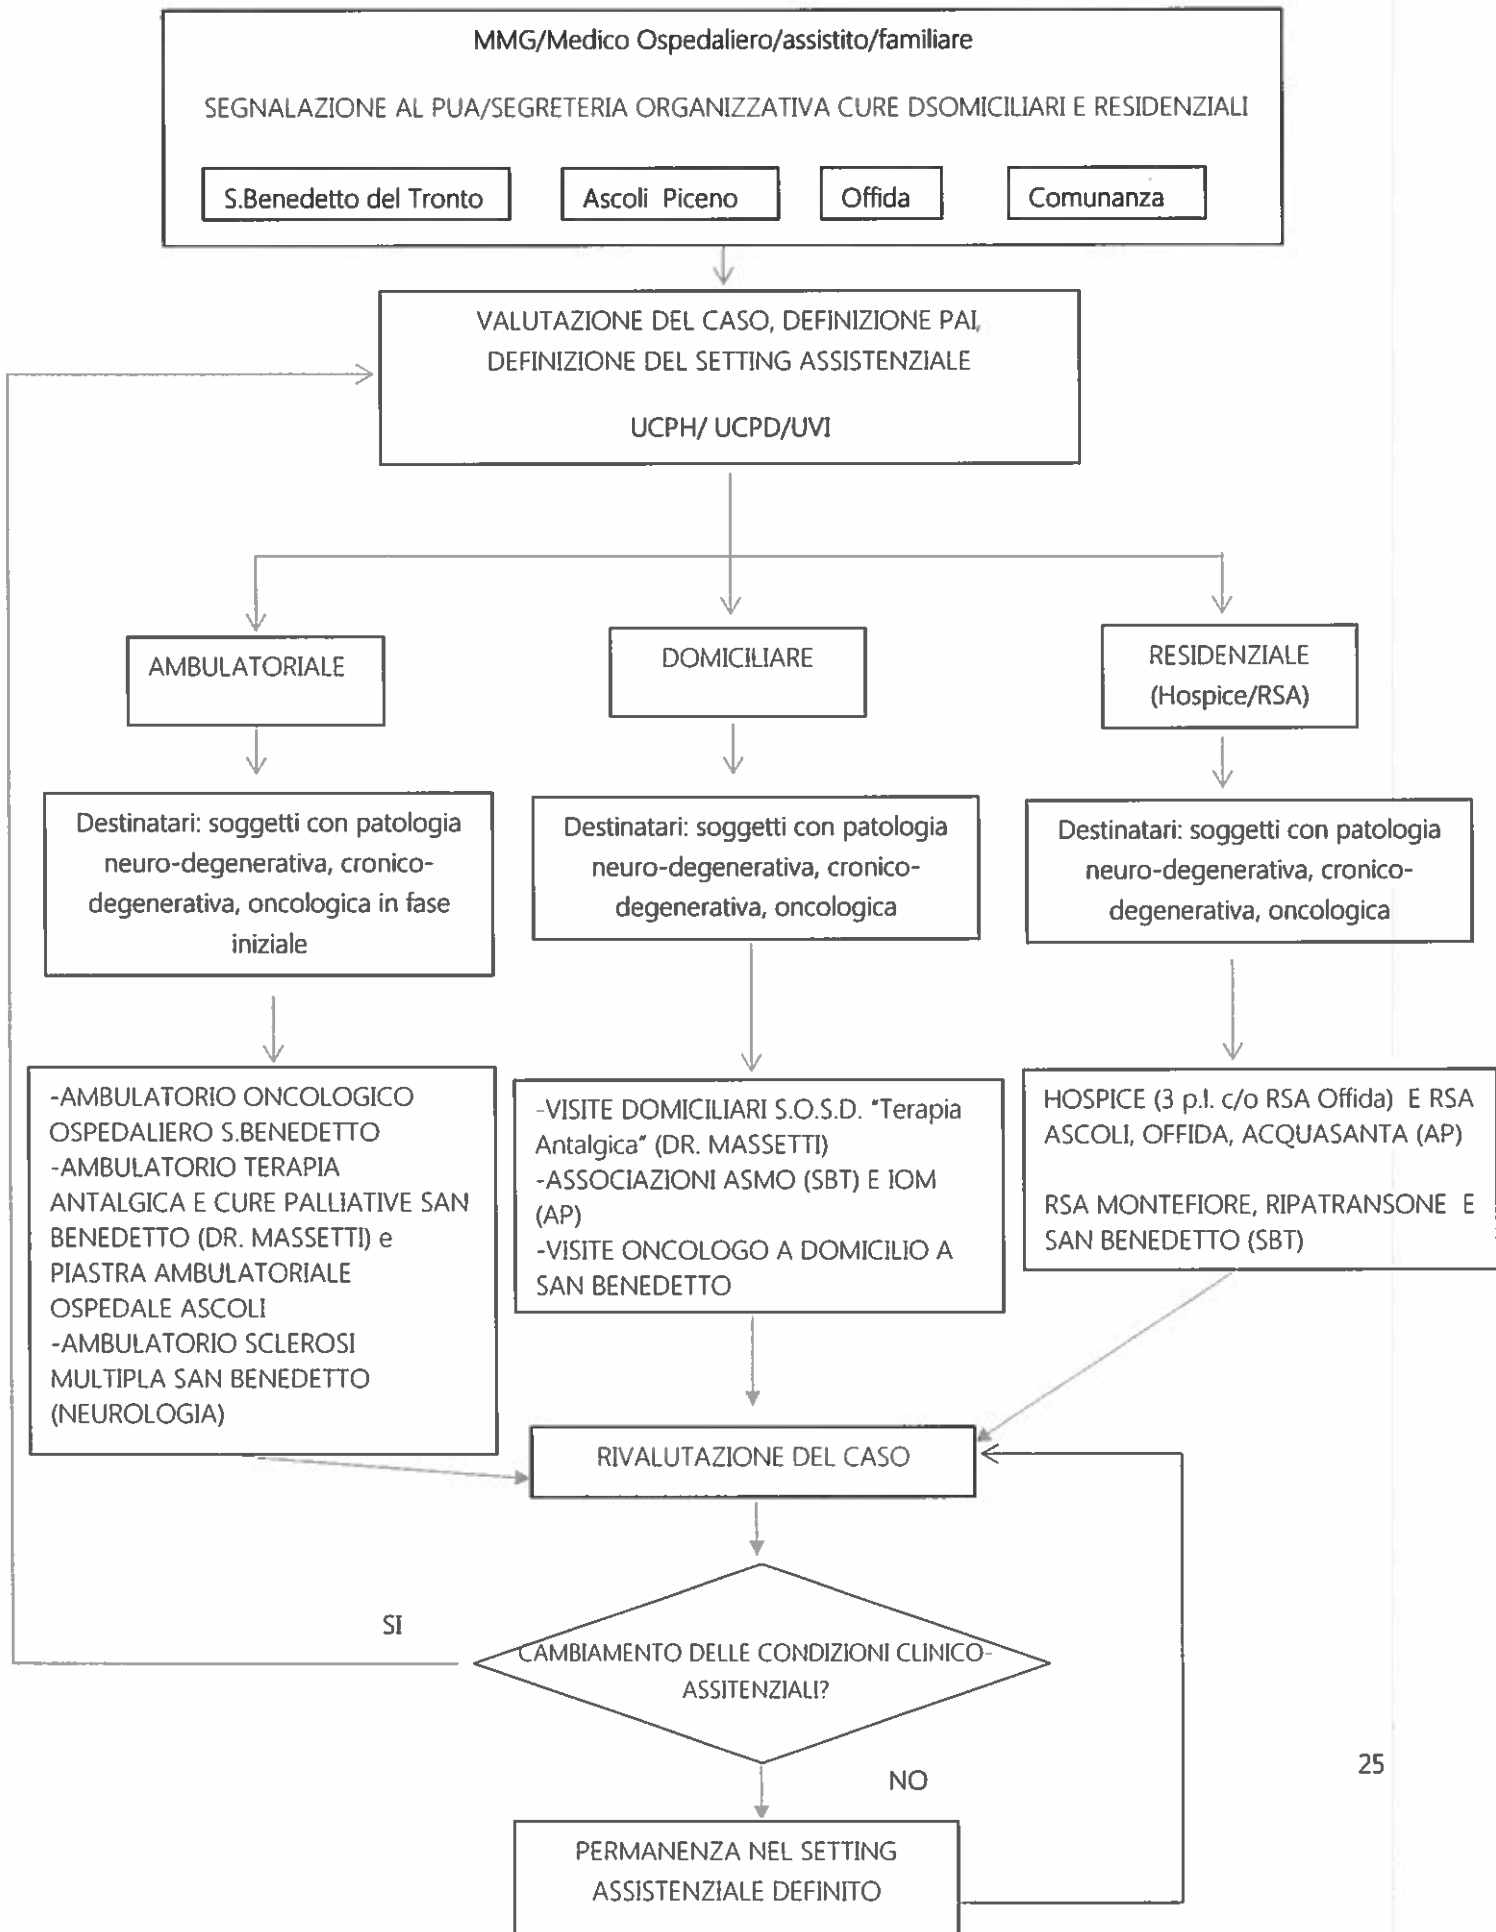 MMG/Medico Ospedaliero/assistito/familiare
SEGNALAZIONE AL PUA/SEGRETERIA ORGANIZZATIVA CURE DSOMICILIARI E RESIDENZIALI
S.Benedetto del Tronto
Ascoli Piceno
Offida
Comunanza
VALUTAZIONE DEL CASO, DEFINIZIONE PAI,
DEFINIZIONE DEL SETTING ASSISTENZIALE
UCPH/ UCPD/UVI
AMBULATORIALE
DOMICILIARE
RESIDENZIALE
(Hospice/RSA)
Destinatari: soggetti con patologia
neuro-degenerativa, cronico-
degenerativa, oncologica in fase
iniziale
Destinatari: soggetti con patologia
neuro-degenerativa, cronico-
degenerativa, oncologica
Destinatari: soggetti con patologia
neuro-degenerativa, cronico-
degenerativa, oncologica
-AMBULATORIO ONCOLOGICO
OSPEDALIERO S.BENEDETTO
-AMBULATORIO TERAPIA
ANTALGICA E CURE PALLIATIVE SAN
BENEDETTO (DR. MASSETTI) e
PIASTRA AMBULATORIALE
OSPEDALE ASCOLI
-AMBULATORIO SCLEROSI
MULTIPLA SAN BENEDETTO
(NEUROLOGIA)
-VISITE DOMICILIARI S.O.S.D. "Terapia
Antalgica" (DR. MASSETTI)
-ASSOCIAZIONI ASMO (SBT) E IOM
(AP)
-VISITE ONCOLOGO A DOMICILIO A
SAN BENEDETTO
HOSPICE (3 p.l. c/o RSA Offida) E RSA
ASCOLI, OFFIDA, ACQUASANTA (AP)
RSA MONTEFIORE, RIPATRANSONE E
SAN BENEDETTO (SBT)
RIVALUTAZIONE DEL CASO
SI
CAMBIAMENTO DELLE CONDIZIONI CLINICO-
ASSITENZIALI?
NO
25
PERMANENZA NEL SETTING
ASSISTENZIALE DEFINITO